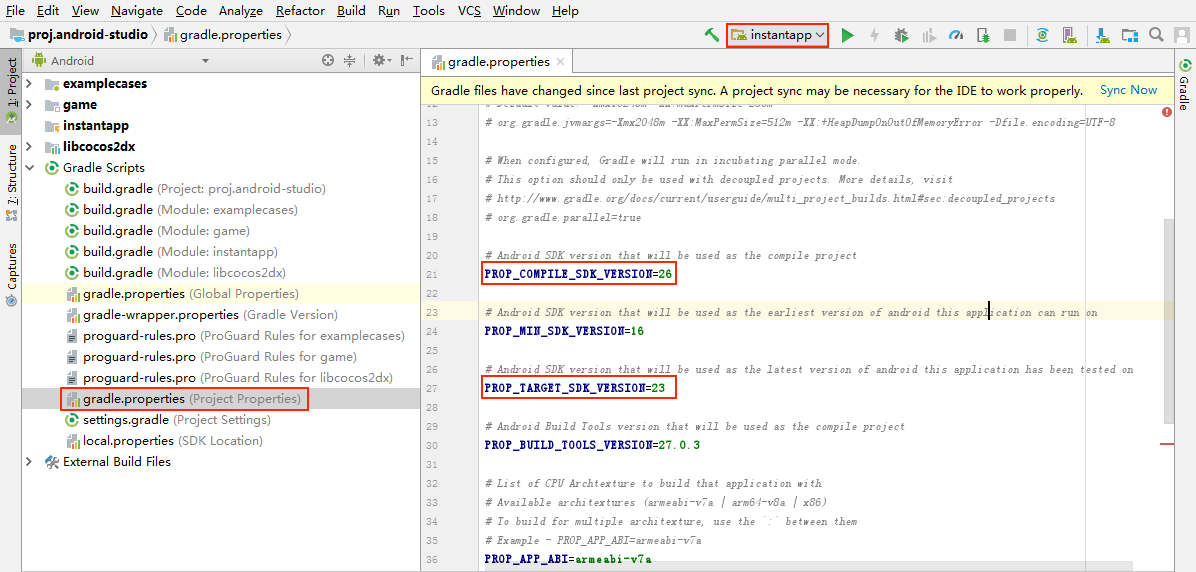 File Edit View Navigate Code Analyze Refactor Build Run Tools VCS Window Help
proj.android-studio gradle.properties instantapp
1: Project
7: Structure
Captures
Android
examplecases
game
instantapp
libcocos2dx
Gradle Scripts
build.gradle (Project: proj.android-studio)
build.gradle (Module: examplecases)
build.gradle (Module: game)
build.gradle (Module: instantapp)
build.gradle (Module: libcocos2dx)
gradle.properties (Global Properties)
gradle-wrapper.properties (Gradle Version)
proguard-rules.pro (ProGuard Rules for examplecases)
proguard-rules.pro (ProGuard Rules for game)
proguard-rules.pro (ProGuard Rules for libcocos2dx)
gradle.properties (Project Properties)
settings.gradle (Project Settings)
local.properties (SDK Location)
External Build Files
gradle.properties
Gradle files have changed since last project sync. A project sync may be necessary for the IDE to work properly. Sync Now
13 # org.gradle.jvmargs=-Xmx2048m -XX:MaxPermSize=512m -XX:+HeapDumpOnOutOfMemoryError -Dfile.encoding=UTF-8
14
15 # When configured, Gradle will run in incubating parallel mode.
16 # This option should only be used with decoupled projects. More details, visit
17 # http://www.gradle.org/docs/current/userguide/multi_project_builds.html#sec:decoupled_projects
18 # org.gradle.parallel=true
19
20 # Android SDK version that will be used as the compile project
21 PROP_COMPILE_SDK_VERSION=26
22
23 # Android SDK version that will be used as the earliest version of android this application can run on
24 PROP_MIN_SDK_VERSION=16
25
26 # Android SDK version that will be used as the latest version of android this application has been tested on
27 PROP_TARGET_SDK_VERSION=23
28
29 # Android Build Tools version that will be used as the compile project
30 PROP_BUILD_TOOLS_VERSION=27.0.3
31
32 # List of CPU Archtexture to build that application with
33 # Available architextures (armeabi-v7a | arm64-v8a | x86)
34 # To build for multiple architexture, use the `:` between them
35 # Example - PROP_APP_ABI=armeabi-v7a
36 PROP_APP_ABI=armeabi-v7a
Gradle